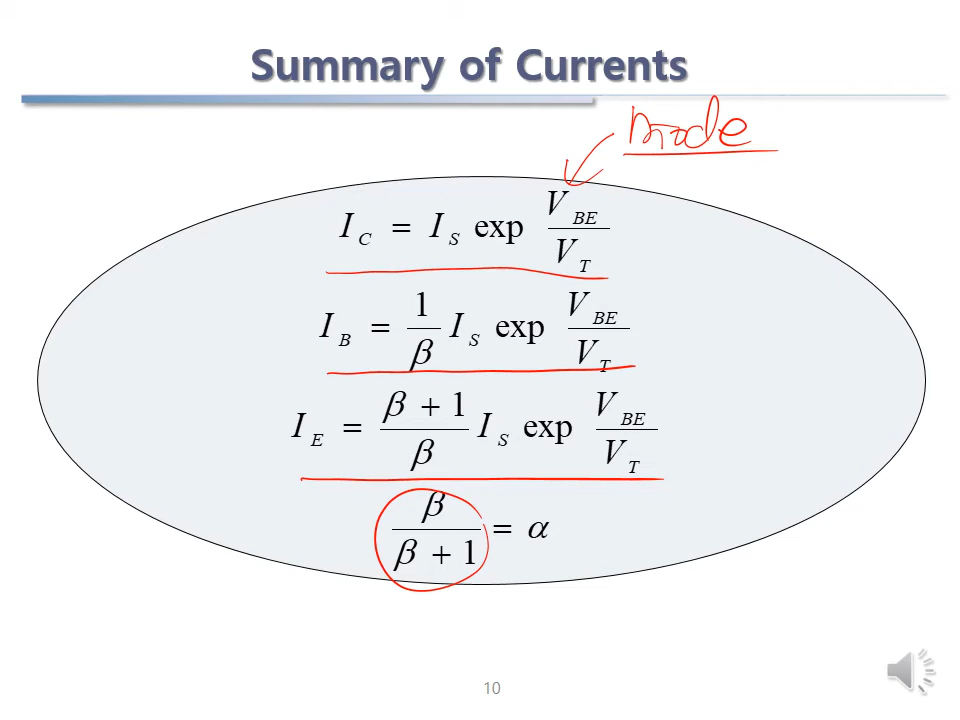 Summary of Currents
mode
I_C = I_S exp V_BE / V_T
I_B = 1/β I_S exp V_BE / V_T
I_E = β + 1 / β I_S exp V_BE / V_T
β / β + 1 = α
10